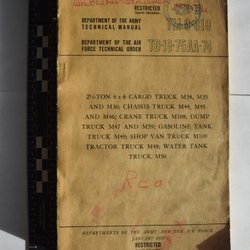 RESTRICTED
DEPARTMENT OF THE ARMY
TECHNICAL MANUAL
DEPARTMENT OF THE AIR
FORCE TECHNICAL ORDER
TO-19-75AA-74
2½-TON 6 x 6 CARGO TRUCK M34, M35
AND M36; CHASSIS TRUCK M44, M45
AND M46; CRANE TRUCK M108; DUMP
TRUCK M47 AND M59; GASOLINE TANK
TRUCK M49; SHOP VAN TRUCK M109
TRACTOR TRUCK M48; WATER TANK
TRUCK M50
DEPARTMENTS OF THE ARMY AND THE AIR FORCE
JANUARY
RESTRICTED